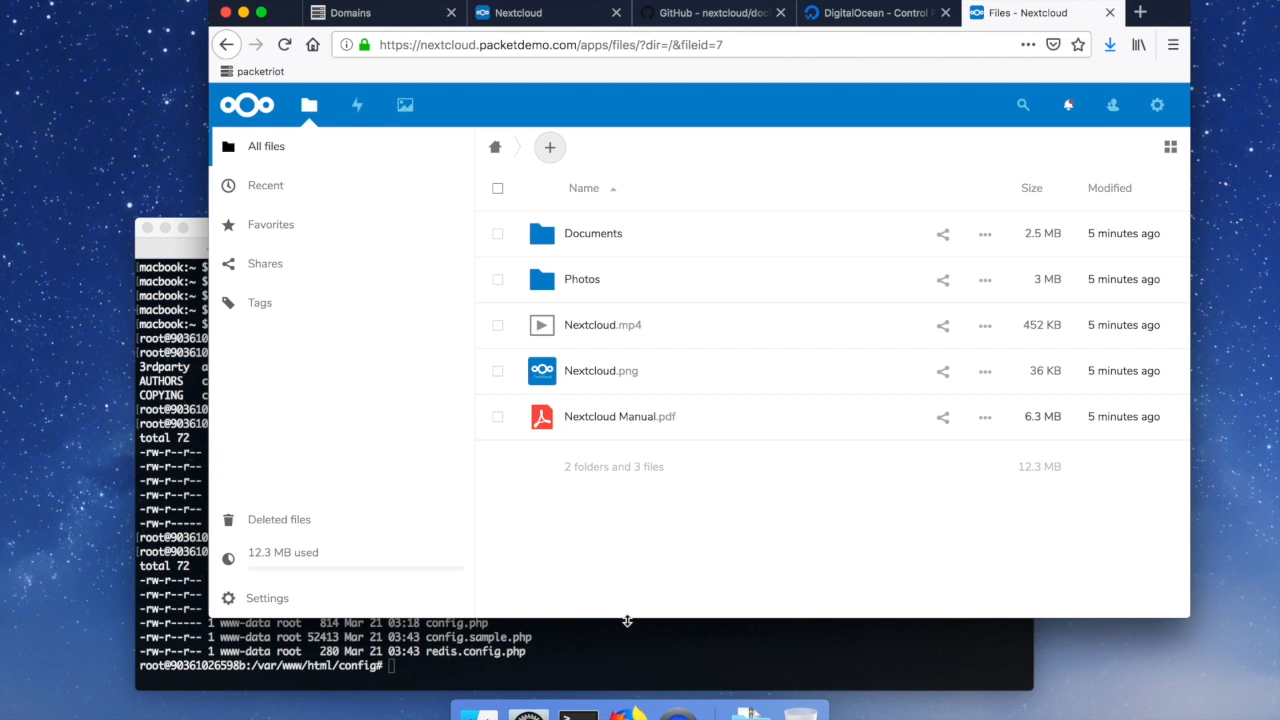 Domains
Nextcloud
GitHub - nextcloud/doc
DigitalOcean - Control P
Files - Nextcloud
https://nextcloud.packetdemo.com/apps/files/?dir=/&fileid=7
packetriot
All files
Recent
Favorites
Shares
Tags
Deleted files
12.3 MB used
Settings
Name Size Modified
Documents 2.5 MB 5 minutes ago
Photos 3 MB 5 minutes ago
Nextcloud.mp4 452 KB 5 minutes ago
Nextcloud.png 36 KB 5 minutes ago
Nextcloud Manual.pdf 6.3 MB 5 minutes ago
2 folders and 3 files 12.3 MB
[macbook:~ $
[macbook:~ $
[macbook:~ $
[macbook:~ $
[macbook:~ $
[root@903610
[root@903610
3rdparty a
AUTHORS c
COPYING c
[root@903610
[root@903610
total 72
-rw-r--r--
-rw-r--r--
-rw-r--r--
-rw-r--r--
-rw-r--r--
-rw-r-----
[root@903610
[root@903610
total 72
-rw-r--r--
-rw-r--r--
-rw-r--r--
-rw-r--r-- 1 www-data root 814 Mar 21 03:18 config.php
-rw-r--r-- 1 www-data root 52413 Mar 21 03:43 config.sample.php
-rw-r--r-- 1 www-data root 280 Mar 21 03:43 redis.config.php
root@90361026598b:/var/www/html/config#